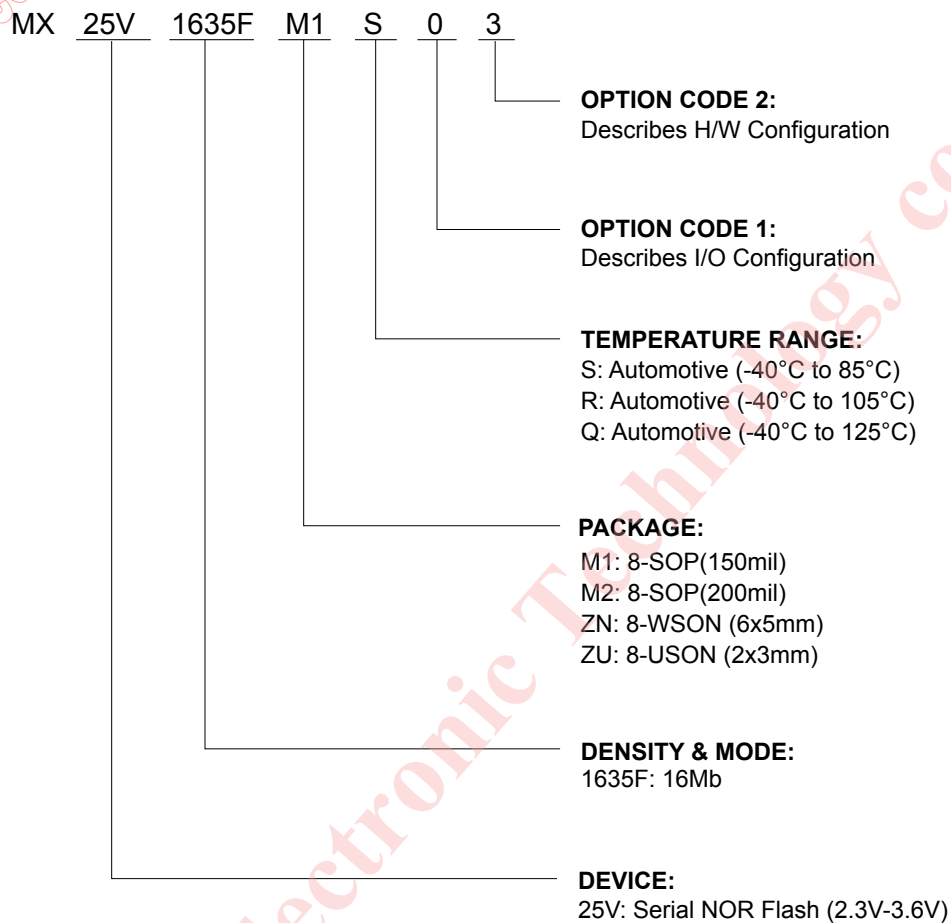 MX 25V 1635F M1 S 0 3
OPTION CODE 2:
Describes H/W Configuration
OPTION CODE 1:
Describes I/O Configuration
TEMPERATURE RANGE:
S: Automotive (-40°C to 85°C)
R: Automotive (-40°C to 105°C)
Q: Automotive (-40°C to 125°C)
PACKAGE:
M1: 8-SOP(150mil)
M2: 8-SOP(200mil)
ZN: 8-WSON (6x5mm)
ZU: 8-USON (2x3mm)
DENSITY & MODE:
1635F: 16Mb
DEVICE:
25V: Serial NOR Flash (2.3V-3.6V)
Technology